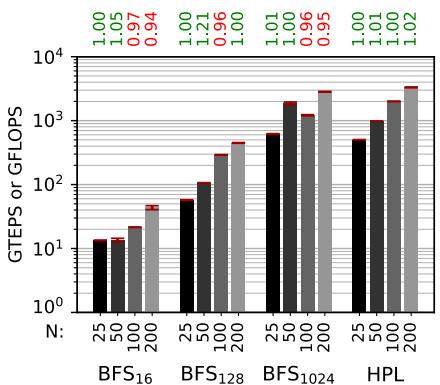 1.00 1.05 0.97 0.94 1.00 1.21 0.96 1.00 1.01 1.00 0.96 0.95 1.00 1.01 1.00 1.02
10⁴
10³
10²
10¹
10⁰
GTEPS or GFLOPS
N: 25 50 100 200 25 50 100 200 25 50 100 200 25 50 100 200
BFS₁₆ BFS₁₂₈ BFS₁₀₂₄ HPL